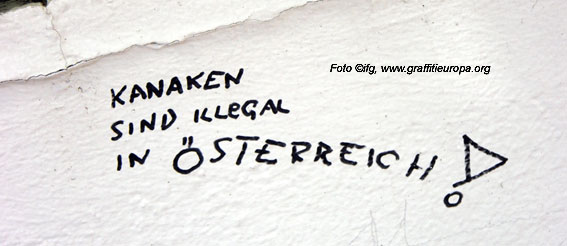 Foto ©ifg, www.graffitieuropa.org
KANAKEN
SIND ILLEGAL
IN ÖSTERREICH!